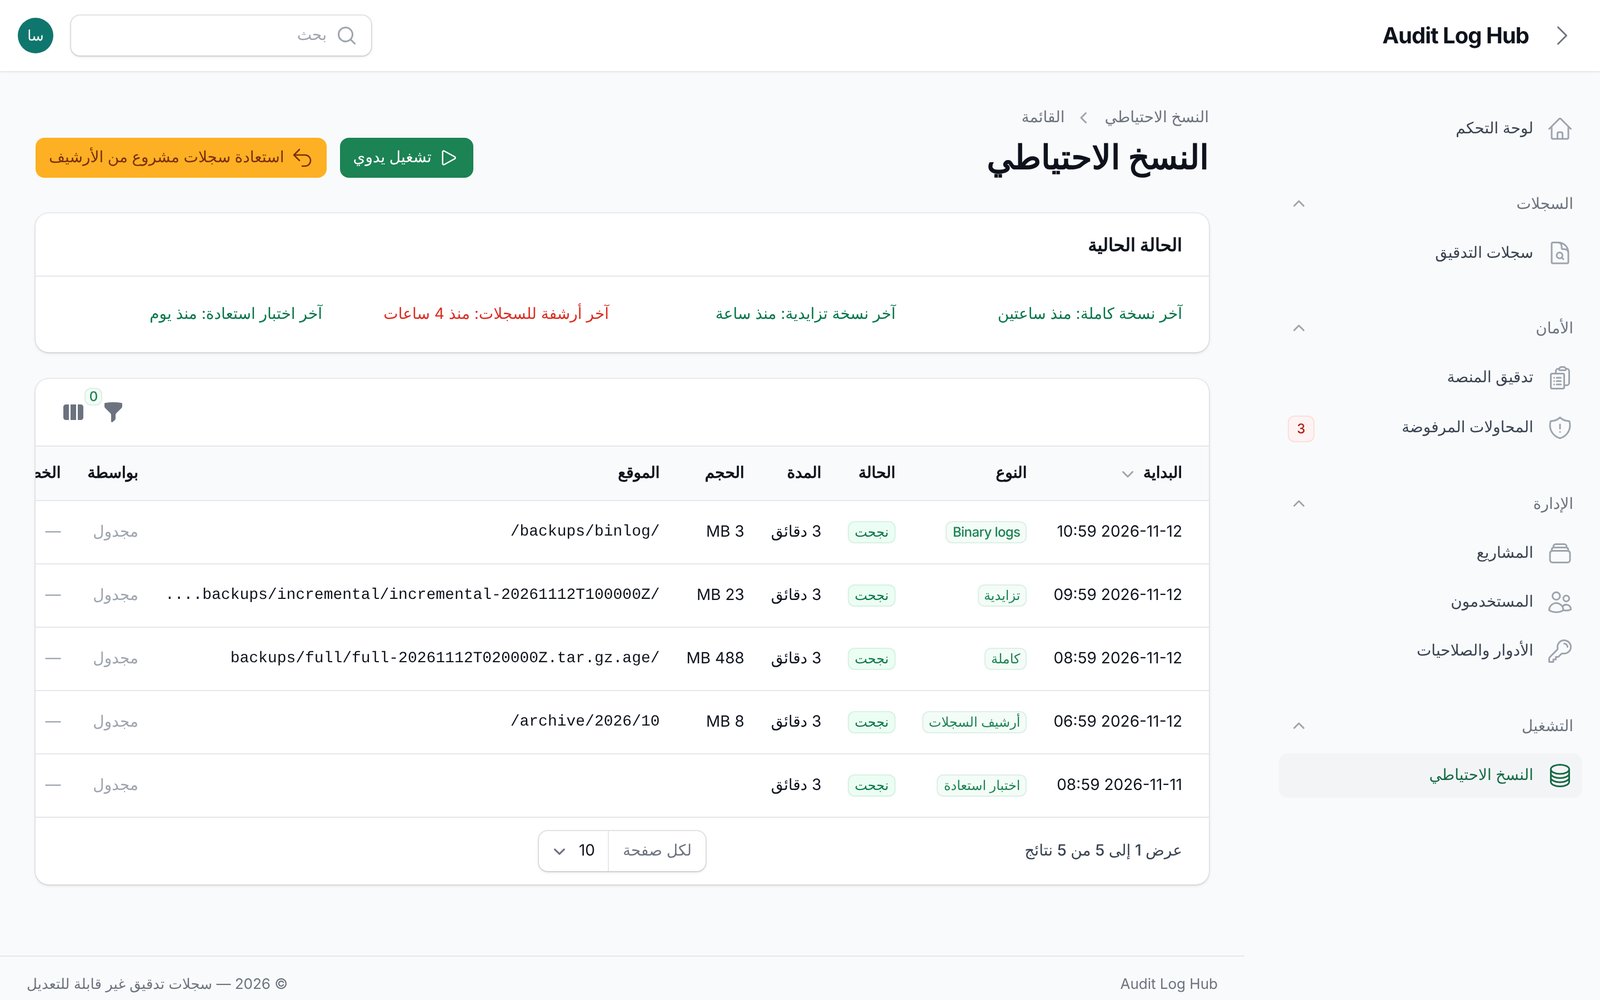 Audit Log Hub
بحث
سا
لوحة التحكم
السجلات
سجلات التدقيق
الأمان
تدقيق المنصة
المحاولات المرفوضة 3
الإدارة
المشاريع
المستخدمون
الأدوار والصلاحيات
التشغيل
النسخ الاحتياطي
النسخ الاحتياطي القائمة
النسخ الاحتياطي
تشغيل يدوي
استعادة سجلات مشروع من الأرشيف
الحالة الحالية
آخر نسخة كاملة: منذ ساعتين
آخر نسخة تزايدية: منذ ساعة
آخر أرشفة للسجلات: منذ 4 ساعات
آخر اختبار استعادة: منذ يوم
0
البداية النوع الحالة المدة الحجم الموقع بواسطة
2026-11-12 10:59 Binary logs نجحت 3 دقائق 3 MB /backups/binlog/ مجدول —
2026-11-12 09:59 تزايدية نجحت 3 دقائق 23 MB /backups/incremental/incremental-20261112T100000Z.... مجدول —
2026-11-12 08:59 كاملة نجحت 3 دقائق 488 MB /backups/full/full-20261112T020000Z.tar.gz.age مجدول —
2026-11-12 06:59 أرشيف السجلات نجحت 3 دقائق 8 MB /archive/2026/10 مجدول —
2026-11-11 08:59 اختبار استعادة نجحت 3 دقائق مجدول —
عرض 1 إلى 5 من 5 نتائج
لكل صفحة 10
Audit Log Hub
© 2026 — سجلات تدقيق غير قابلة للتعديل